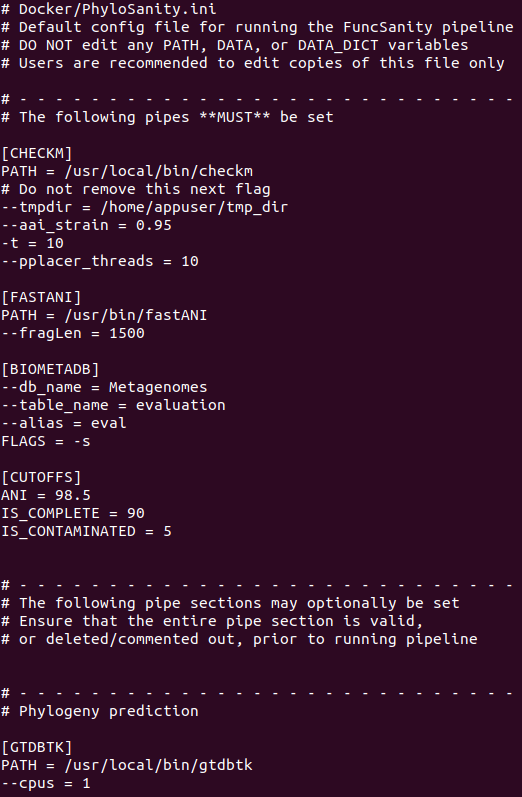 # Docker/PhyloSanity.ini
# Default config file for running the FuncSanity pipeline
# DO NOT edit any PATH, DATA, or DATA_DICT variables
# Users are recommended to edit copies of this file only
# - - - - - - - - - - - - - - - - - - - - - - - - - - - -
# The following pipes **MUST** be set
[CHECKM]
PATH = /usr/local/bin/checkm
# Do not remove this next flag
--tmpdir = /home/appuser/tmp_dir
--aai_strain = 0.95
-t = 10
--pplacer_threads = 10
[FASTANI]
PATH = /usr/bin/fastANI
--fragLen = 1500
[BIOMETADB]
--db_name = Metagenomes
--table_name = evaluation
--alias = eval
FLAGS = -s
[CUTOFFS]
ANI = 98.5
IS_COMPLETE = 90
IS_CONTAMINATED = 5
# - - - - - - - - - - - - - - - - - - - - - - - - - - - -
# The following pipe sections may optionally be set
# Ensure that the entire pipe section is valid,
# or deleted/commented out, prior to running pipeline
# - - - - - - - - - - - - - - - - - - - - - - - - - - - -
# Phylogeny prediction
[GTDBTK]
PATH = /usr/local/bin/gtdbtk
--cpus = 1